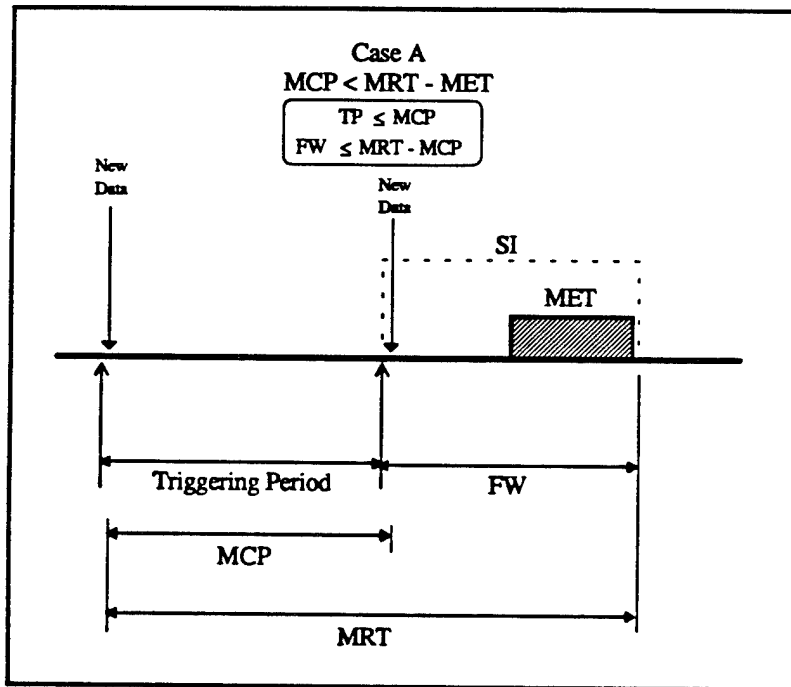 Case A
MCP < MRT - MET
TP ≤ MCP
FW ≤ MRT - MCP
New
Data
New
Data
SI
MET
Triggering Period
FW
MCP
MRT